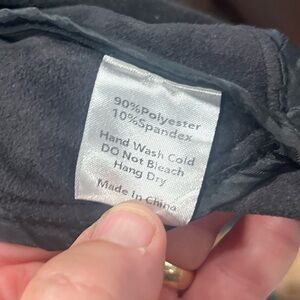 90%Polyester
10%Spandex
Hand Wash Cold
DO Not Bleach
Hang Dry
Made in China